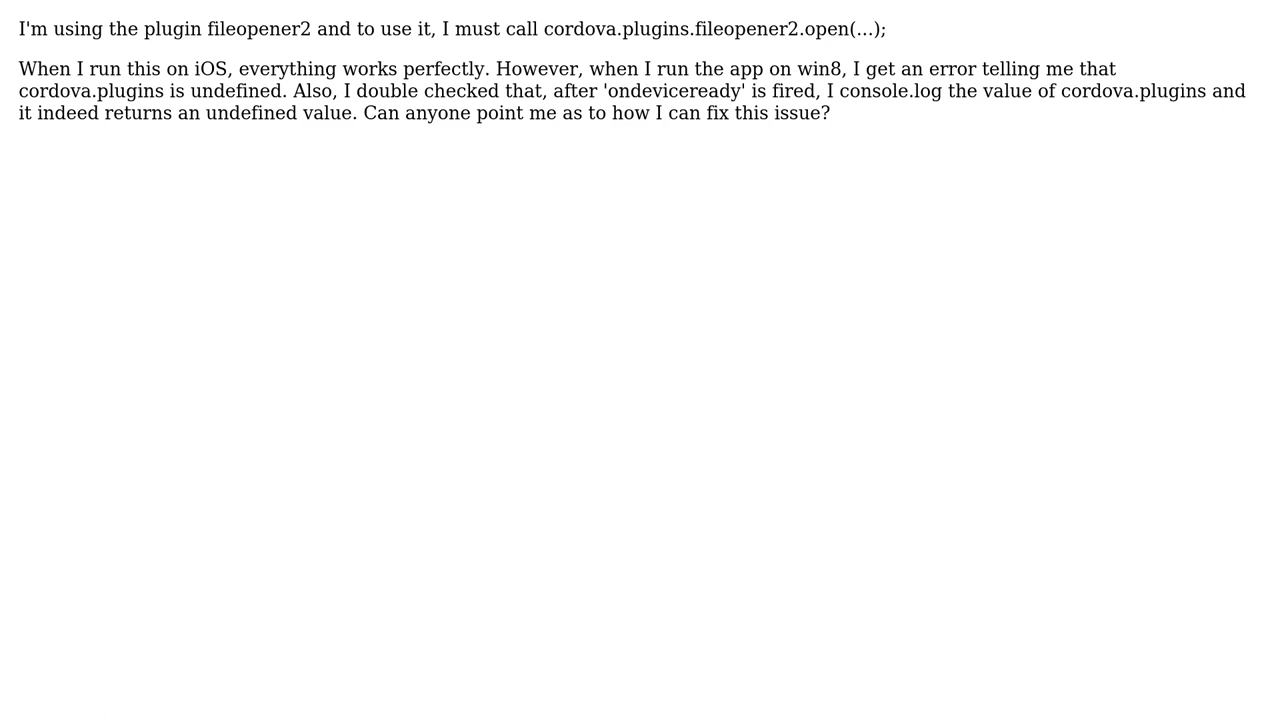 I'm using the plugin fileopener2 and to use it, I must call cordova.plugins.fileopener2.open(...);
When I run this on iOS, everything works perfectly. However, when I run the app on win8, I get an error telling me that
cordova.plugins is undefined. Also, I double checked that, after 'ondeviceready' is fired, I console.log the value of cordova.plugins and
it indeed returns an undefined value. Can anyone point me as to how I can fix this issue?